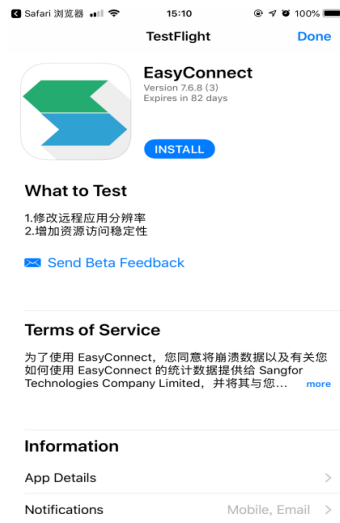 Safari 浏览器 15:10 100%
TestFlight Done
EasyConnect
Version 7.6.8 (3)
Expires in 82 days
INSTALL
What to Test
1.修改远程应用分辨率
2.增加资源访问稳定性
Send Beta Feedback
Terms of Service
为了使用 EasyConnect，您同意将崩溃数据以及有关您
如何使用 EasyConnect 的统计数据提供给 Sangfor
Technologies Company Limited，并将其与您... more
Information
App Details
Notifications Mobile, Email